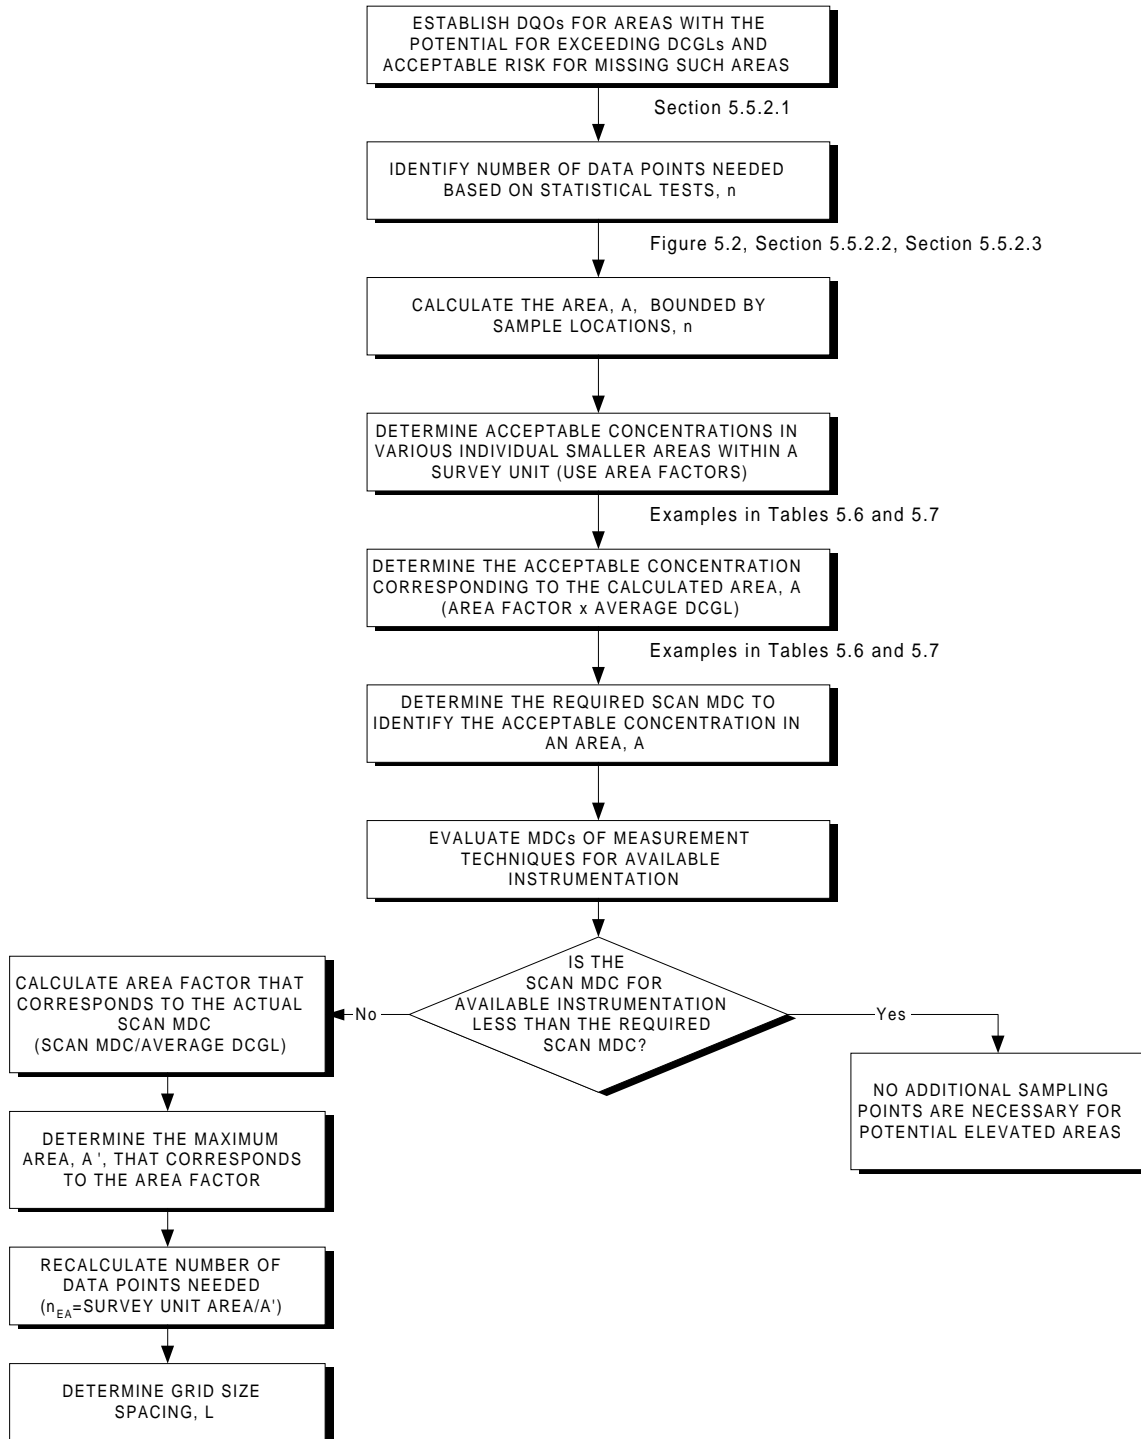 ESTABLISH DQOs FOR AREAS WITH THE
POTENTIAL FOR EXCEEDING DCGLs AND
ACCEPTABLE RISK FOR MISSING SUCH AREAS
Section 5.5.2.1
IDENTIFY NUMBER OF DATA POINTS NEEDED
BASED ON STATISTICAL TESTS, n
Figure 5.2, Section 5.5.2.2, Section 5.5.2.3
CALCULATE THE AREA, A, BOUNDED BY
SAMPLE LOCATIONS, n
DETERMINE ACCEPTABLE CONCENTRATIONS IN
VARIOUS INDIVIDUAL SMALLER AREAS WITHIN A
SURVEY UNIT (USE AREA FACTORS)
Examples in Tables 5.6 and 5.7
DETERMINE THE ACCEPTABLE CONCENTRATION
CORRESPONDING TO THE CALCULATED AREA, A
(AREA FACTOR x AVERAGE DCGL)
Examples in Tables 5.6 and 5.7
DETERMINE THE REQUIRED SCAN MDC TO
IDENTIFY THE ACCEPTABLE CONCENTRATION IN
AN AREA, A
EVALUATE MDCs OF MEASUREMENT
TECHNIQUES FOR AVAILABLE
INSTRUMENTATION
IS THE
SCAN MDC FOR
AVAILABLE INSTRUMENTATION
LESS THAN THE REQUIRED
SCAN MDC?
No
Yes
CALCULATE AREA FACTOR THAT
CORRESPONDS TO THE ACTUAL
SCAN MDC
(SCAN MDC/AVERAGE DCGL)
NO ADDITIONAL SAMPLING
POINTS ARE NECESSARY FOR
POTENTIAL ELEVATED AREAS
DETERMINE THE MAXIMUM
AREA, A', THAT CORRESPONDS
TO THE AREA FACTOR
RECALCULATE NUMBER OF
DATA POINTS NEEDED
(nEA=SURVEY UNIT AREA/A')
DETERMINE GRID SIZE
SPACING, L